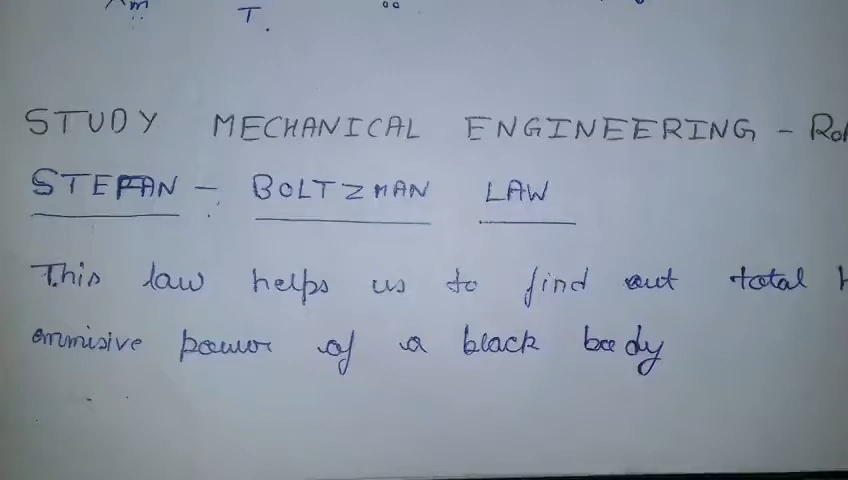 λm T.
STUDY MECHANICAL ENGINEERING -
STEFAN - BOLTZMAN LAW
This law helps us to find out total
emmisive power of a black body